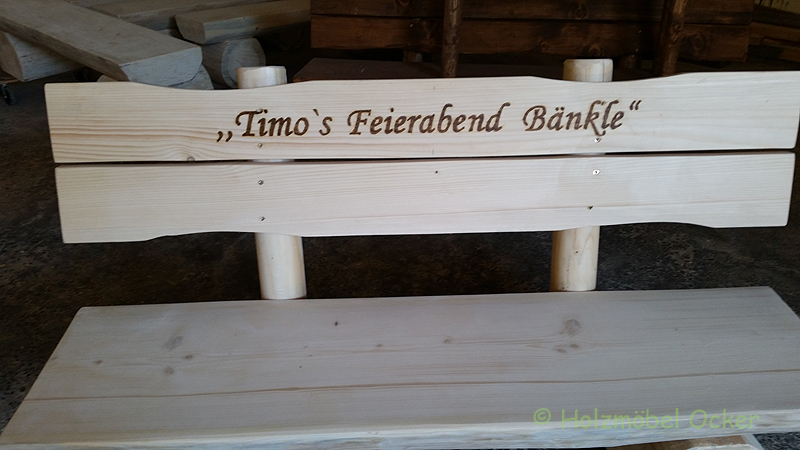 „Timo`s Feierabend Bänkle“
© Holzmöbel Ocker